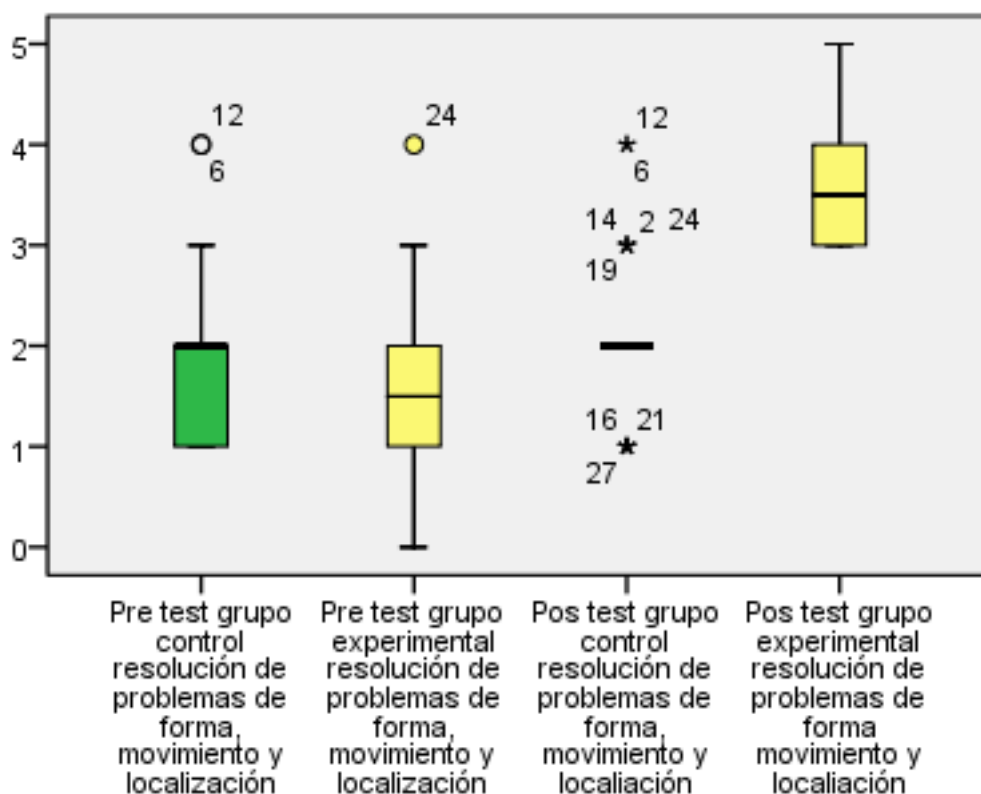 5
4
3
2
1
0
12
6
24
12
6
14 2 24
19
16 21
27
Pre test grupo
control
resolución de
problemas de
forma,
movimiento y
localización
Pre test grupo
experimental
resolución de
problemas de
forma,
movimiento y
localización
Pos test grupo
control
resolución de
problemas de
forma,
movimiento y
localiación
Pos test grupo
experimental
resolución de
problemas de
forma
movimiento y
localiación